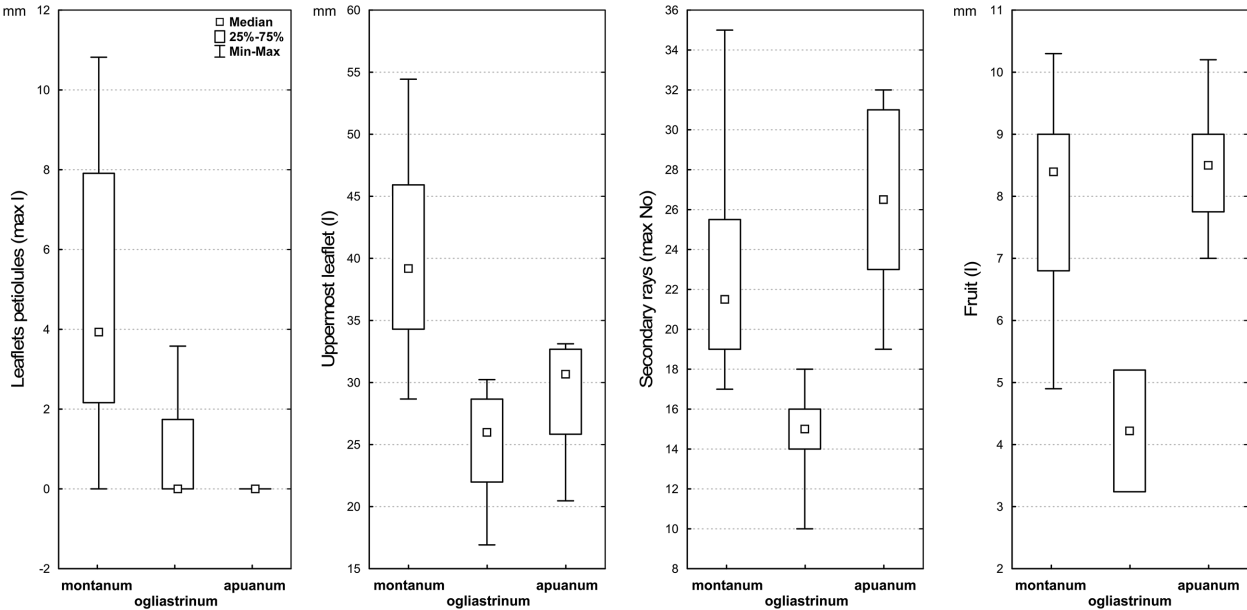 mm
12
10
8
6
4
2
0
-2
Leaflets petiolules (max l)
Median
25%-75%
Min-Max
montanum
ogliastrinum
apuanum
mm
60
55
50
45
40
35
30
25
20
15
Uppermost leaflet (l)
montanum
ogliastrinum
apuanum
36
34
32
30
28
26
24
22
20
18
16
14
12
10
8
Secondary rays (max No)
montanum
ogliastrinum
apuanum
mm
11
10
9
8
7
6
5
4
3
2
Fruit (l)
montanum
ogliastrinum
apuanum